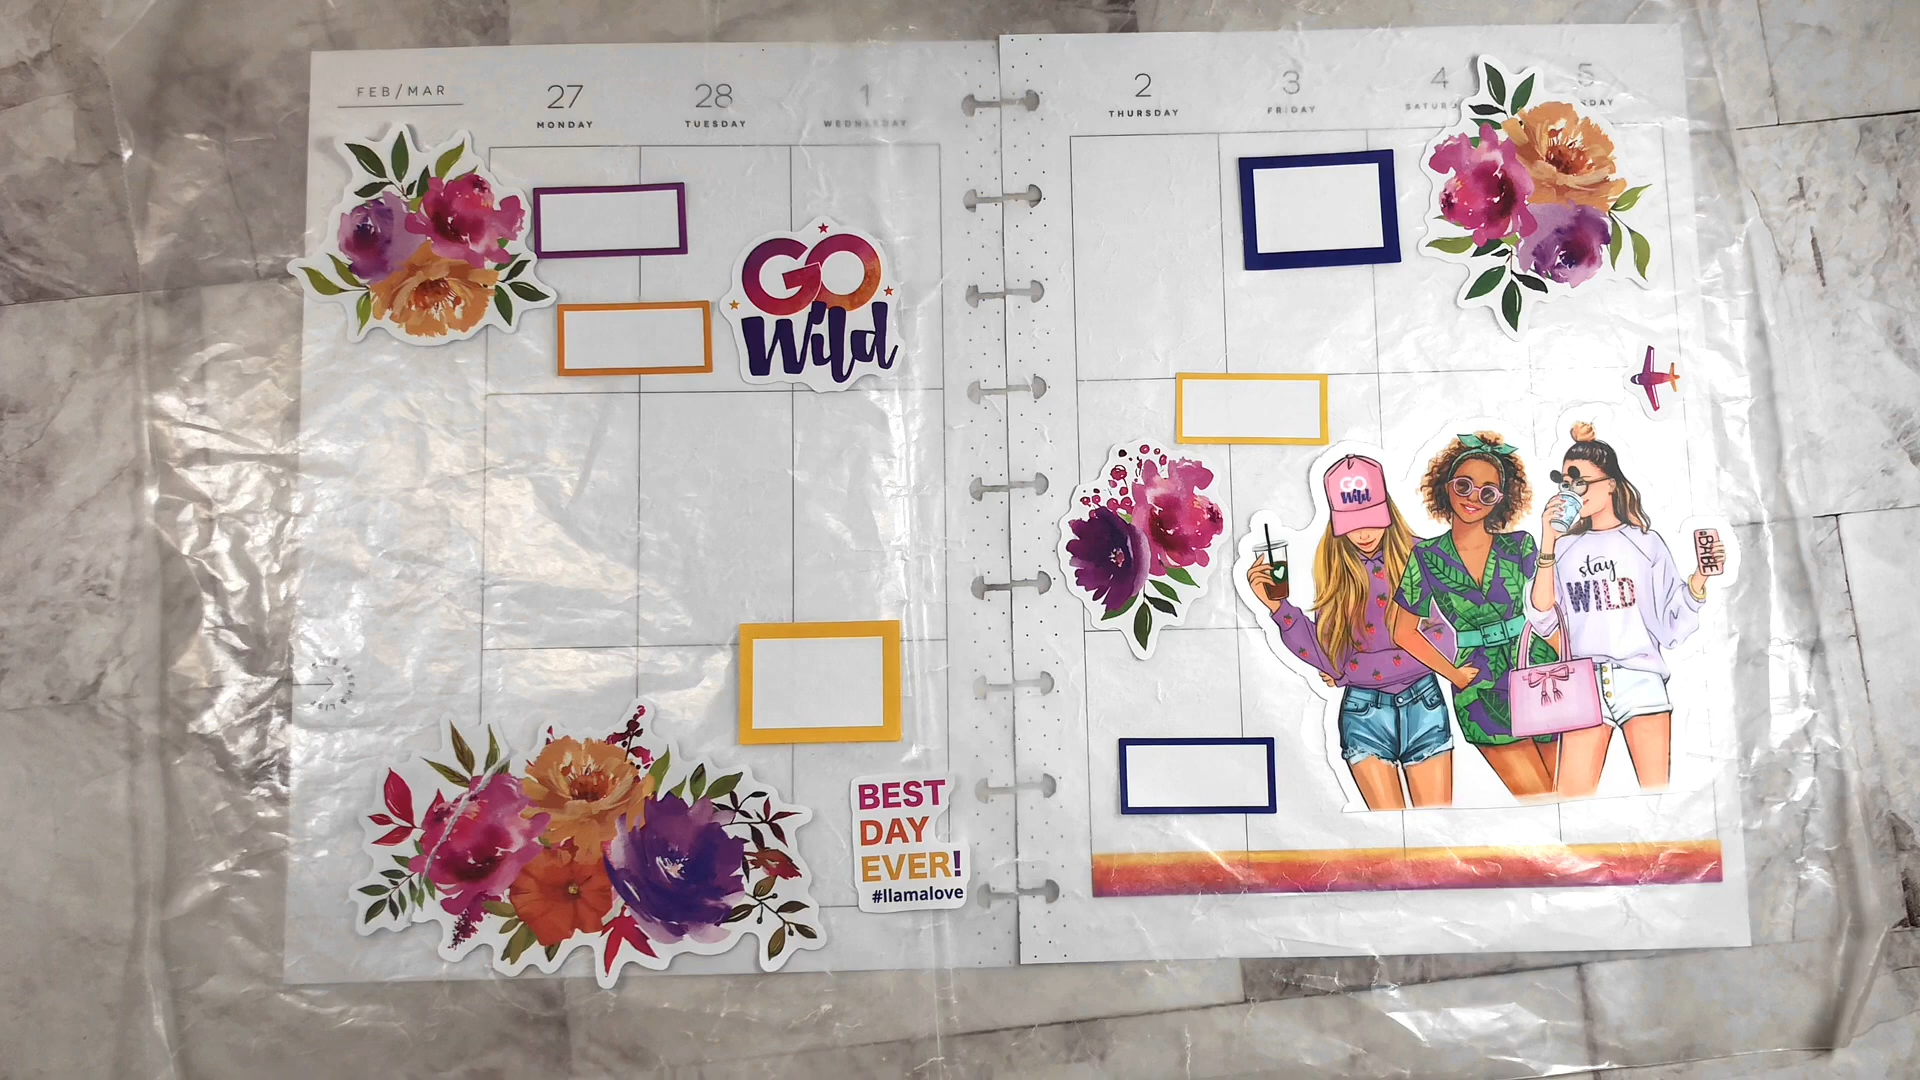 FEB/MAR
27
MONDAY
28
TUESDAY
1
WEDNESDAY
2
THURSDAY
3
FRIDAY
4
5
GO
Wild
BEST
DAY
EVER!
#llamalove
GO
Wild
stay
WILD
BABE